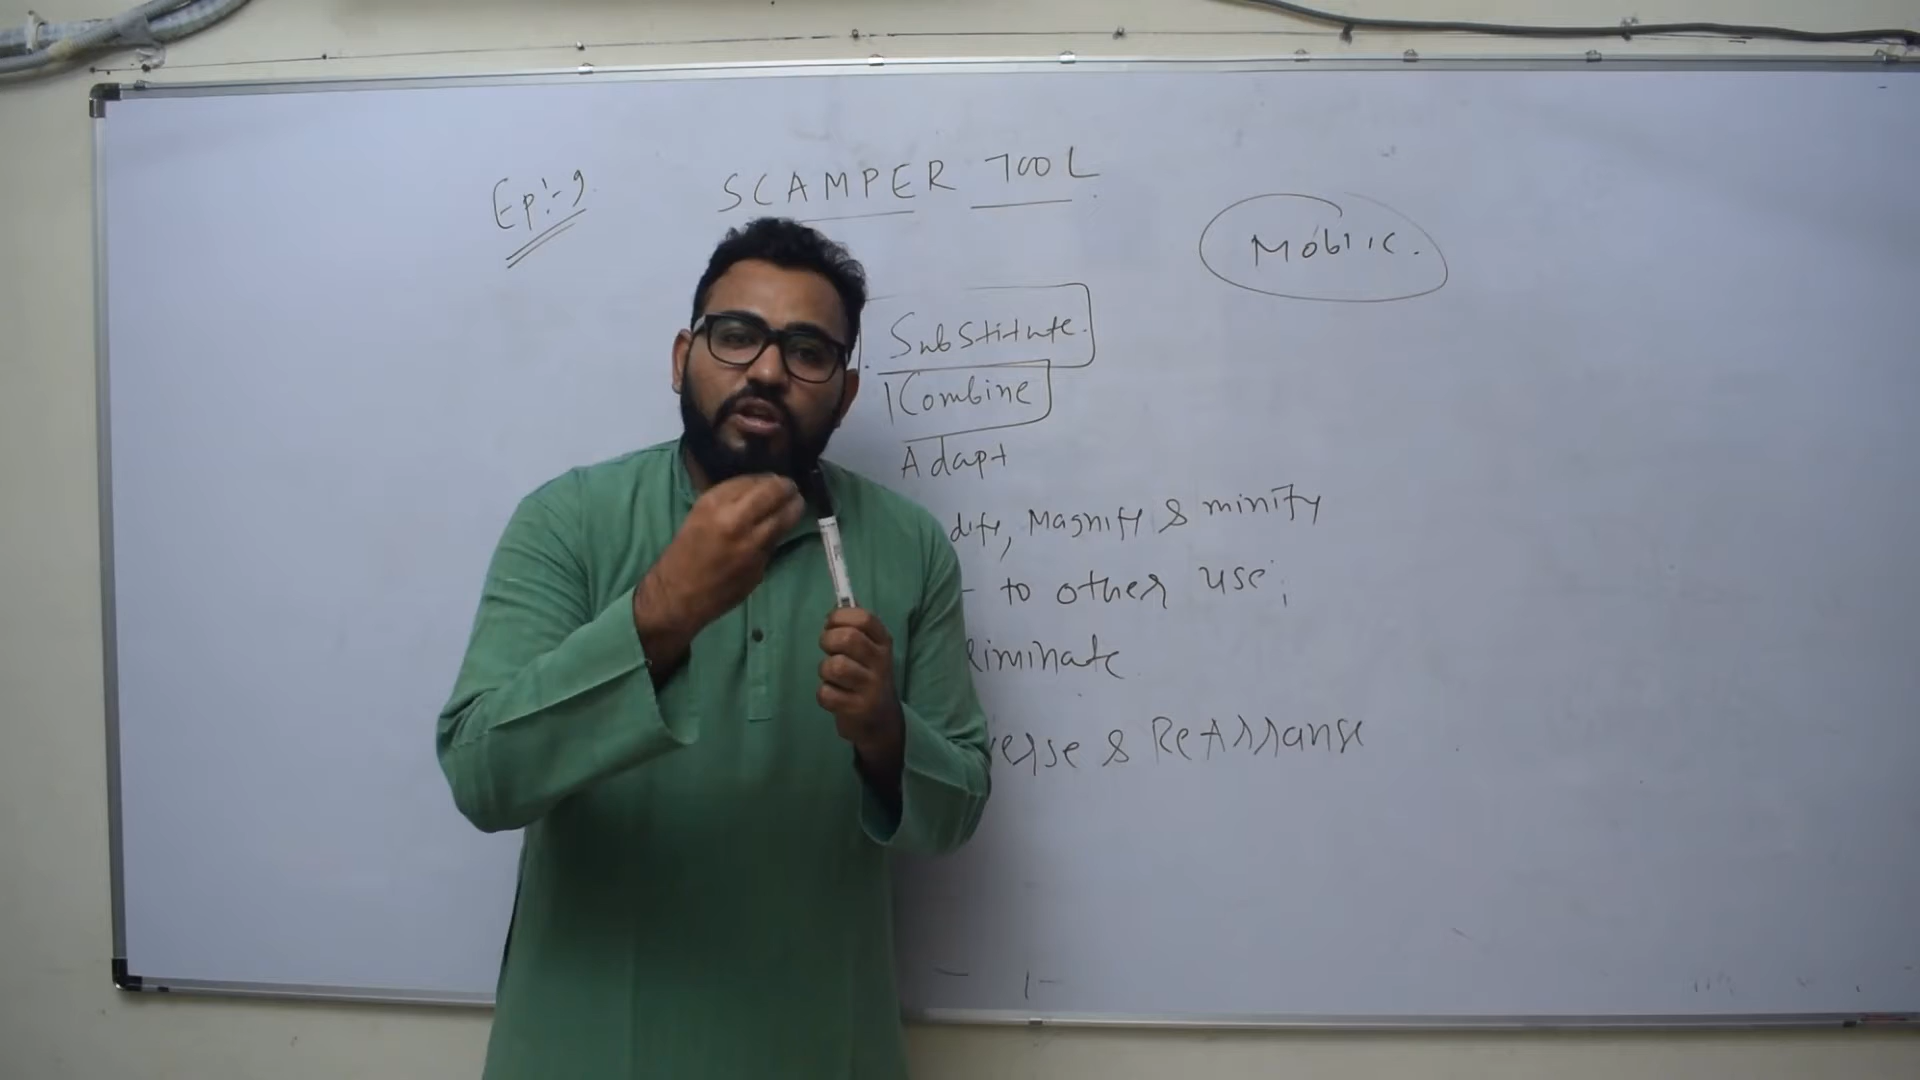 Ep:-9
SCAMPER TOOL
Mobile.
Substitute.
Combine
Adapt
dify, Magnify & minify
to other use;
liminate
verse & ReArrange